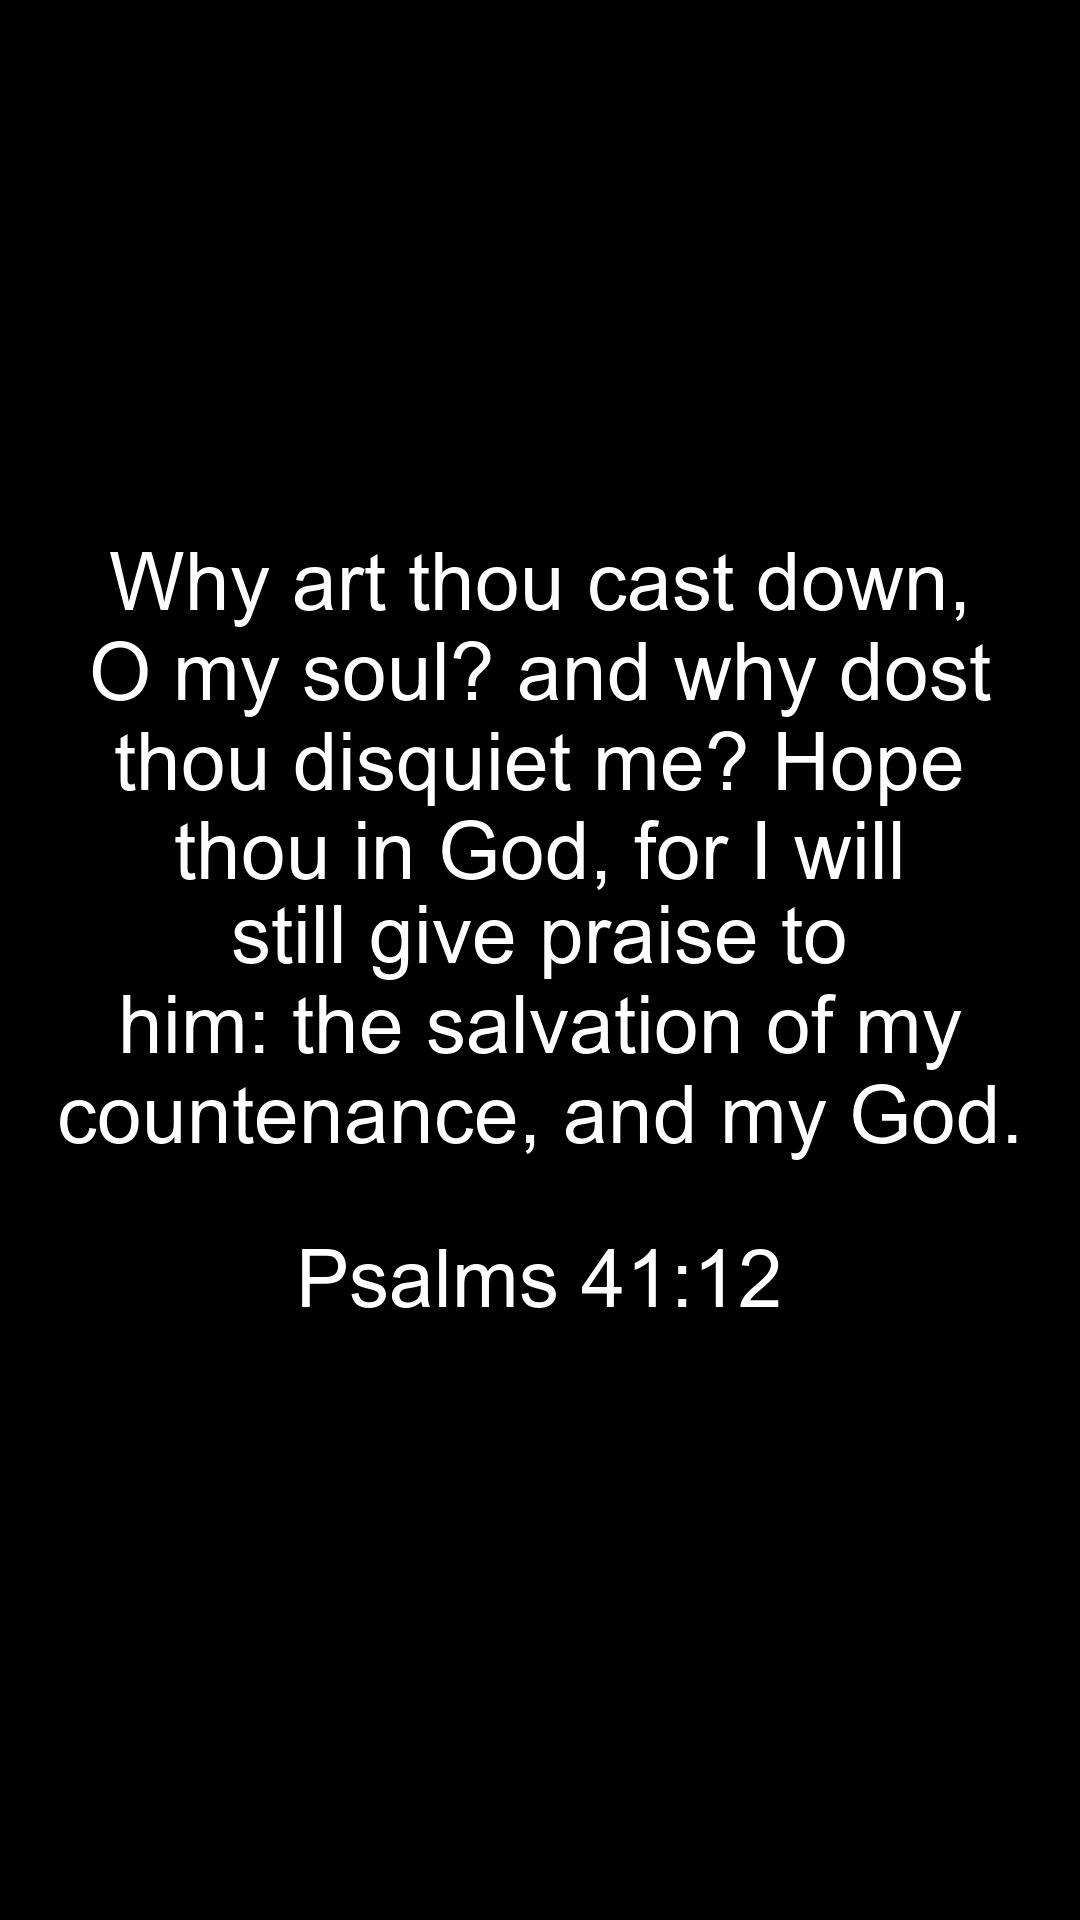 Why art thou cast down,
O my soul? and why dost
thou disquiet me? Hope
thou in God, for I will
still give praise to
him: the salvation of my
countenance, and my God.
Psalms 41:12